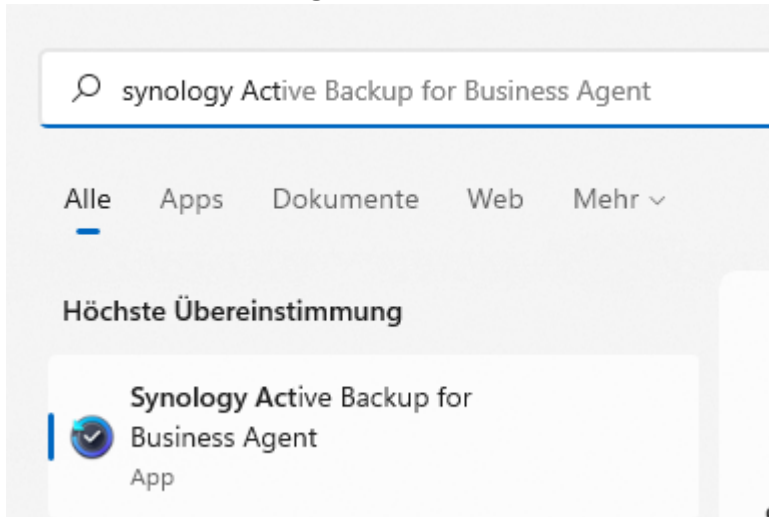 synology Active Backup for Business Agent
Alle Apps Dokumente Web Mehr
Höchste Übereinstimmung
Synology Active Backup for
Business Agent
App